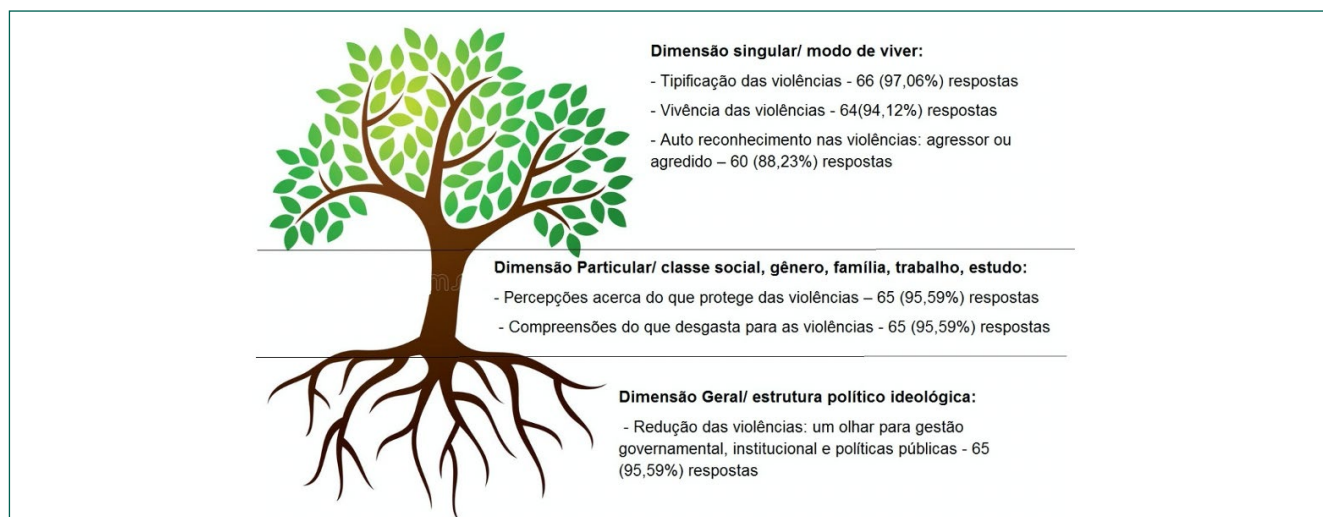 Dimensão singular/ modo de viver:
- Tipificação das violências - 66 (97,06%) respostas
- Vivência das violências - 64(94,12%) respostas
- Auto reconhecimento nas violências: agressor ou
agredido – 60 (88,23%) respostas
Dimensão Particular/ classe social, gênero, família, trabalho, estudo:
- Percepções acerca do que protege das violências – 65 (95,59%) respostas
- Compreensões do que desgasta para as violências - 65 (95,59%) respostas
Dimensão Geral/ estrutura político ideológica:
- Redução das violências: um olhar para gestão
governamental, institucional e políticas públicas - 65
(95,59%) respostas